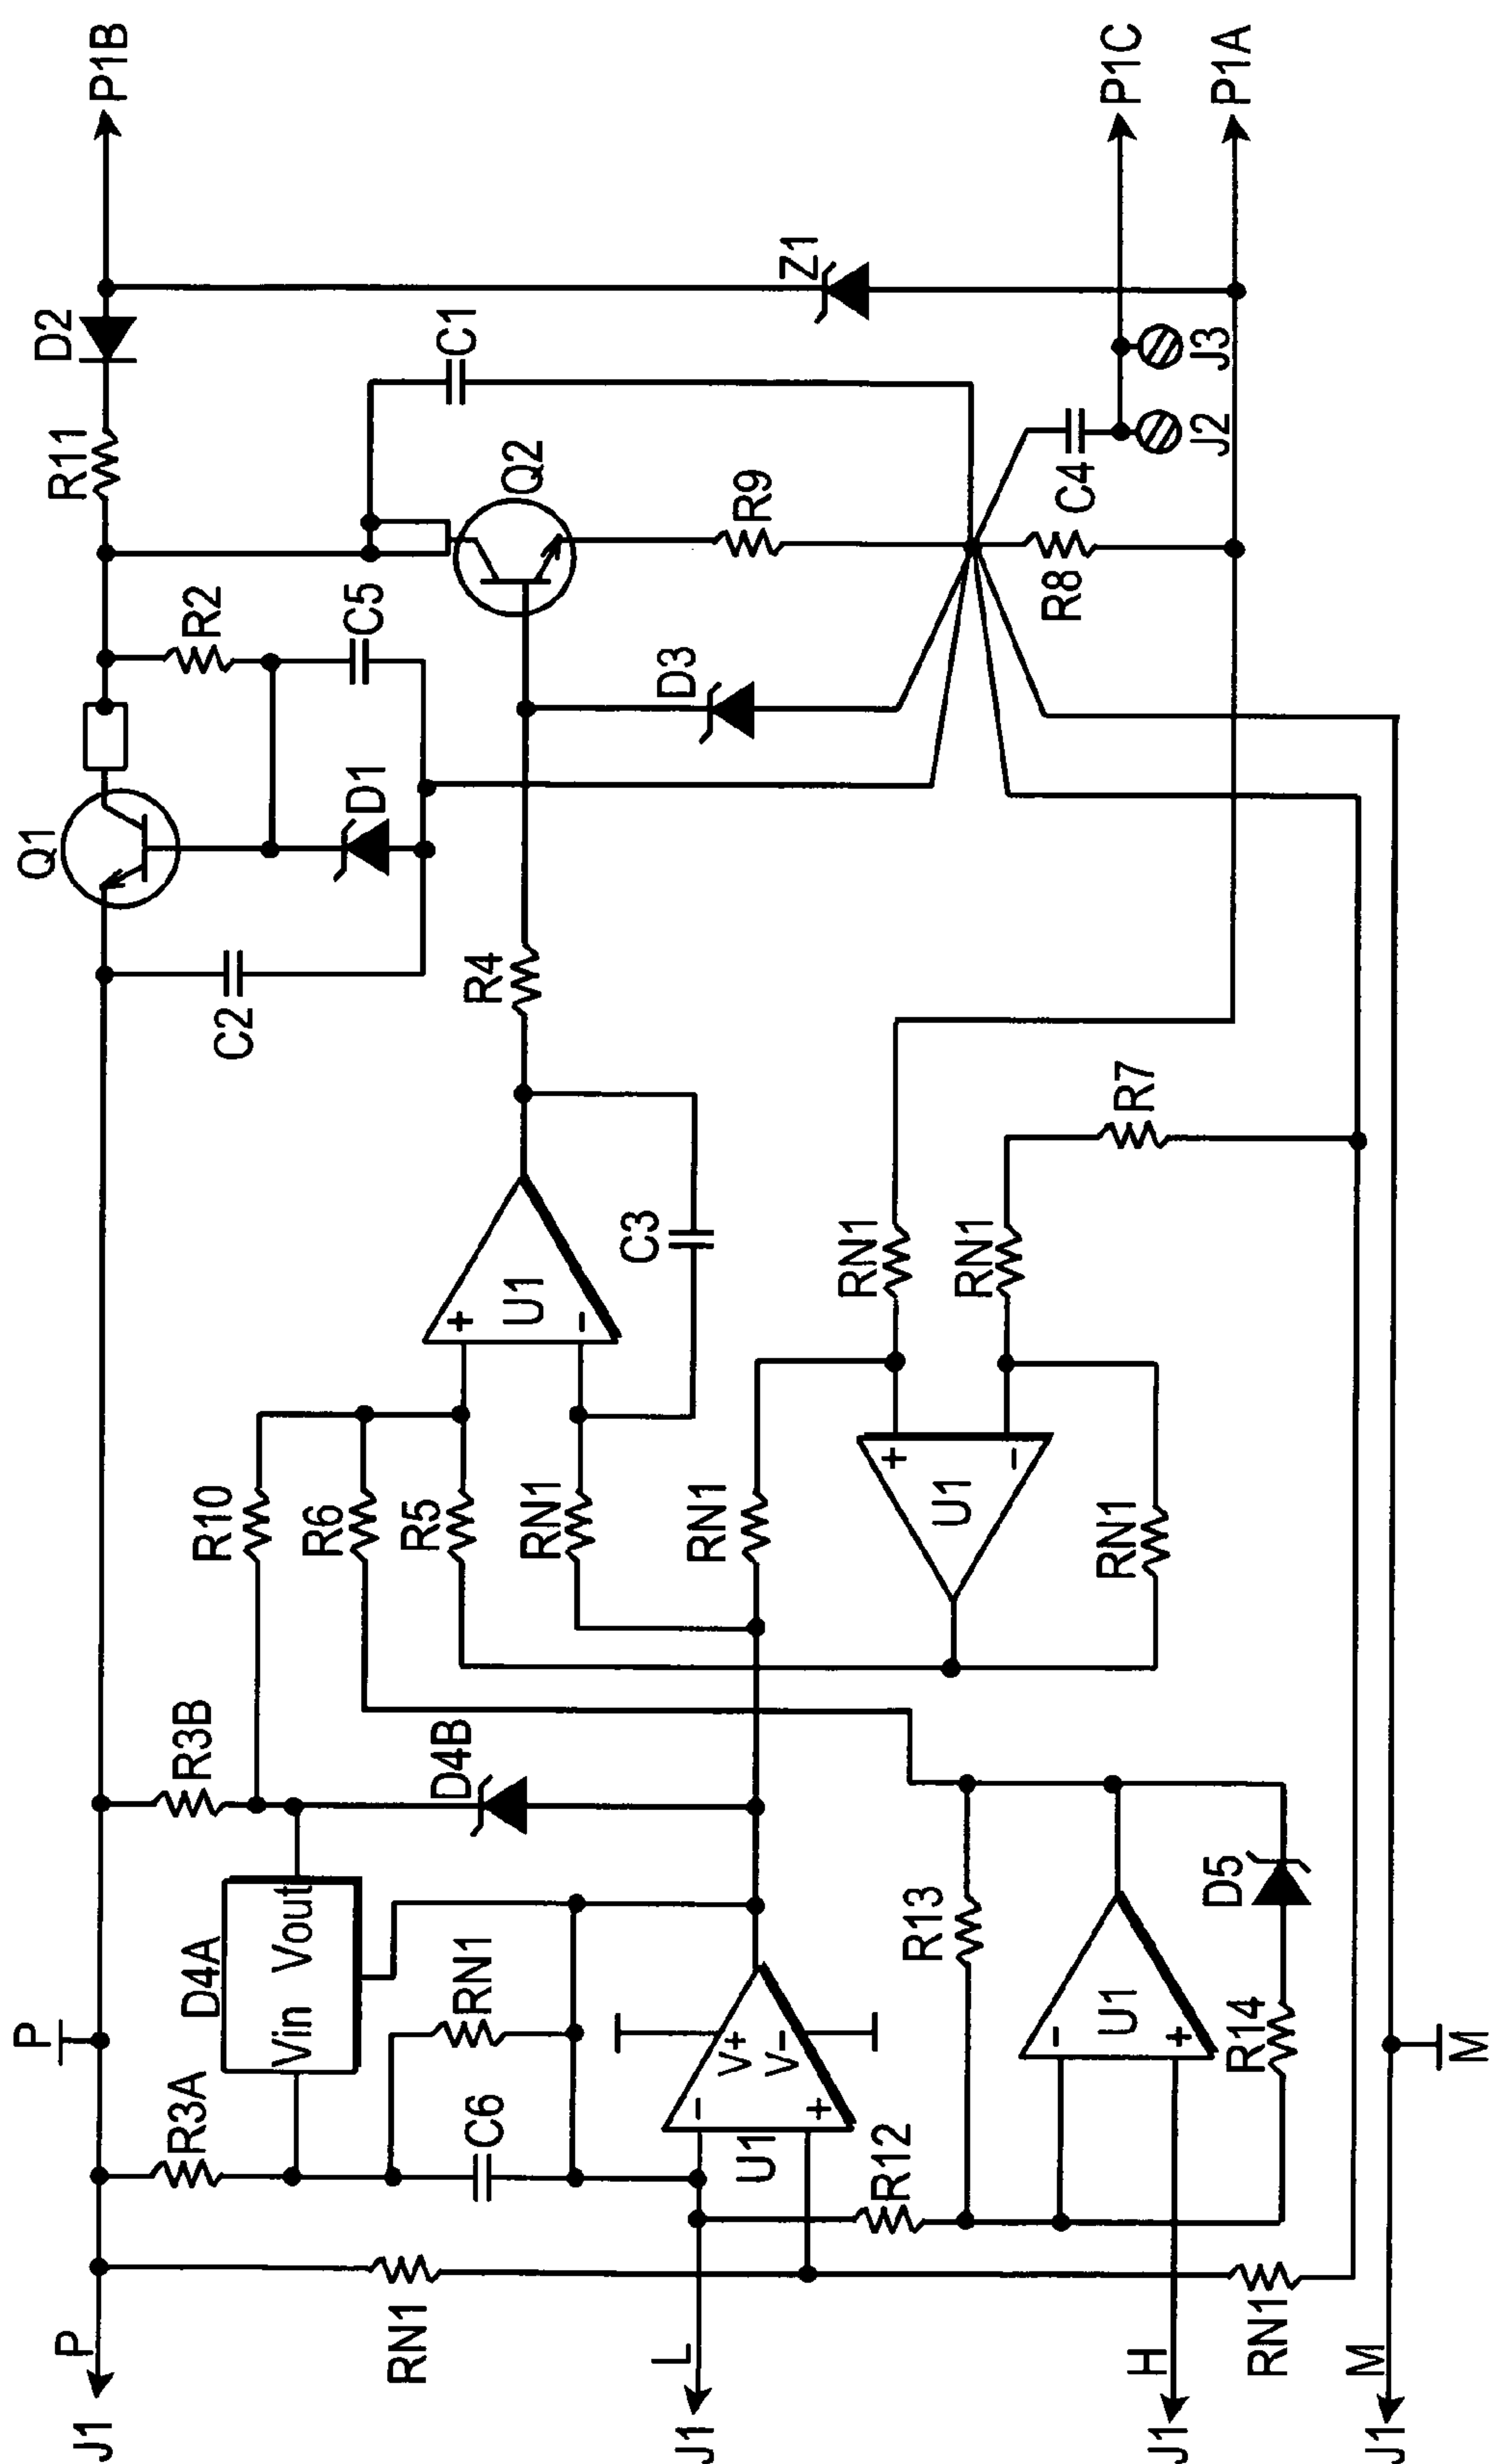 P
Q1
D2
R11
P
J1
P1B
R3A
R3B
R2
D4A
R10
C2
Vin Vout
R6
C5
D1
RN1
R5
D4B
C1
RN1
C6
R4
+
Q2
U1
RN1
−
C3
L
D3
J1
−
RN1
V+
U1
R9
V−
Z1
+
RN1
R12
+
R13
U1
RN1
−
−
R8
C4
U1
RN1
R7
P1C
H
J1
+
J2
J3
P1A
D5
R14
RN1
M
J1
M